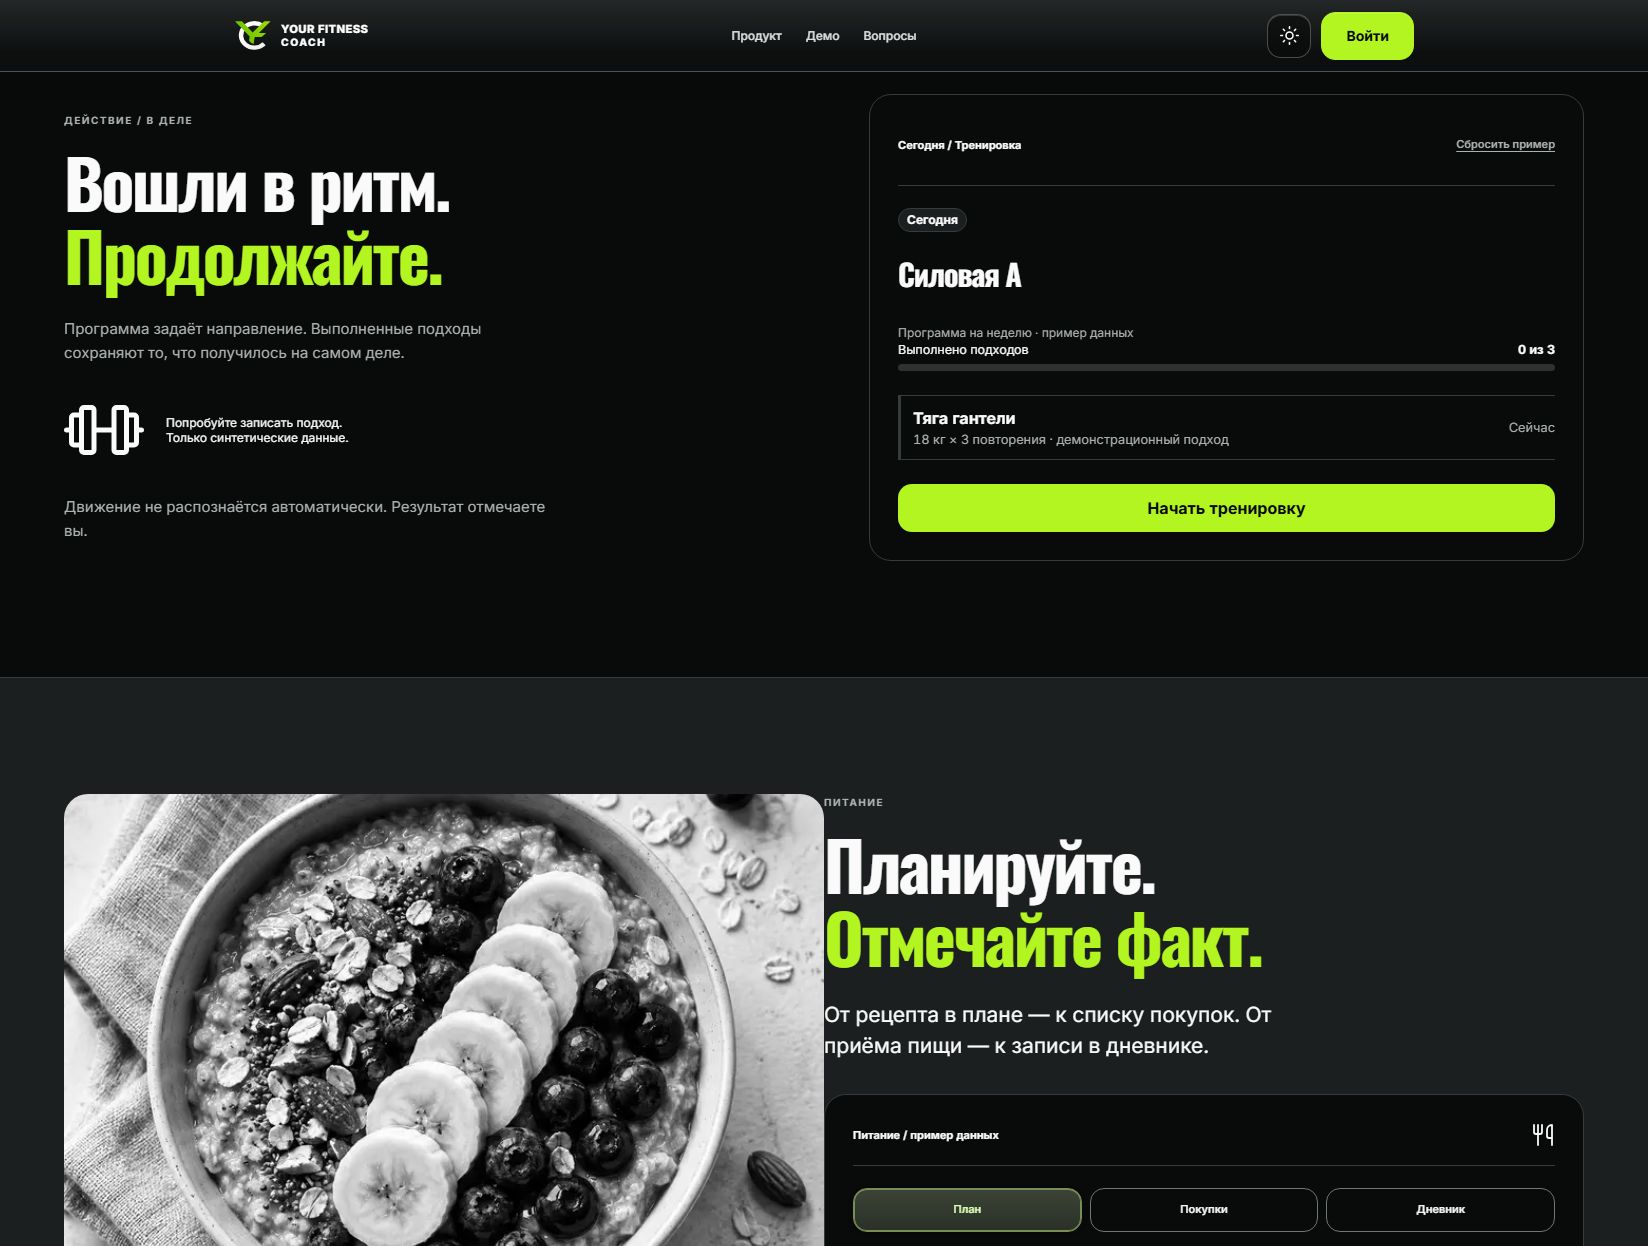 YOUR FITNESS
COACH
Продукт
Демо
Вопросы
Войти
ДЕЙСТВИЕ / В ДЕЛЕ
Вошли в ритм.
Продолжайте.
Программа задаёт направление. Выполненные подходы
сохраняют то, что получилось на самом деле.
Попробуйте записать подход.
Только синтетические данные.
Движение не распознаётся автоматически. Результат отмечаете
вы.
Сегодня / Тренировка
Сбросить пример
Сегодня
Силовая А
Программа на неделю · пример данных
Выполнено подходов
0 из 3
Тяга гантели
18 кг × 3 повторения · демонстрационный подход
Сейчас
Начать тренировку
ПИТАНИЕ
Планируйте.
Отмечайте факт.
От рецепта в плане — к списку покупок. От
приёма пищи — к записи в дневнике.
Питание / пример данных
План
Покупки
Дневник